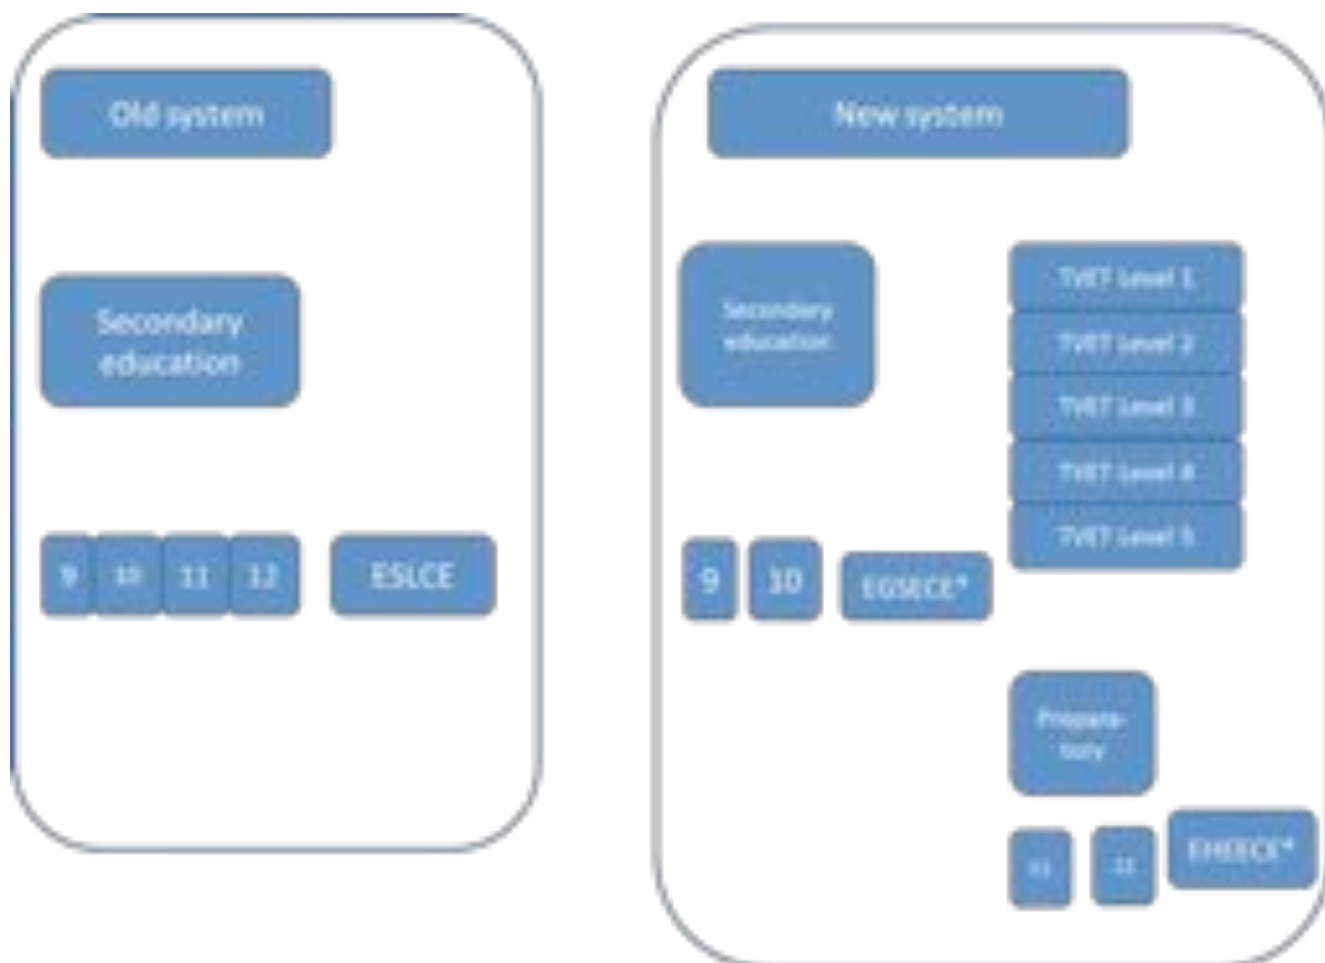 Old system
Secondary
education
9 10 11 12 ESLCE
New system
Secondary
education
TVET Level 1
TVET Level 2
TVET Level 3
TVET Level 4
TVET Level 5
9 10 EGSECE*
Prepara-
tory
11 12 EHEECE*